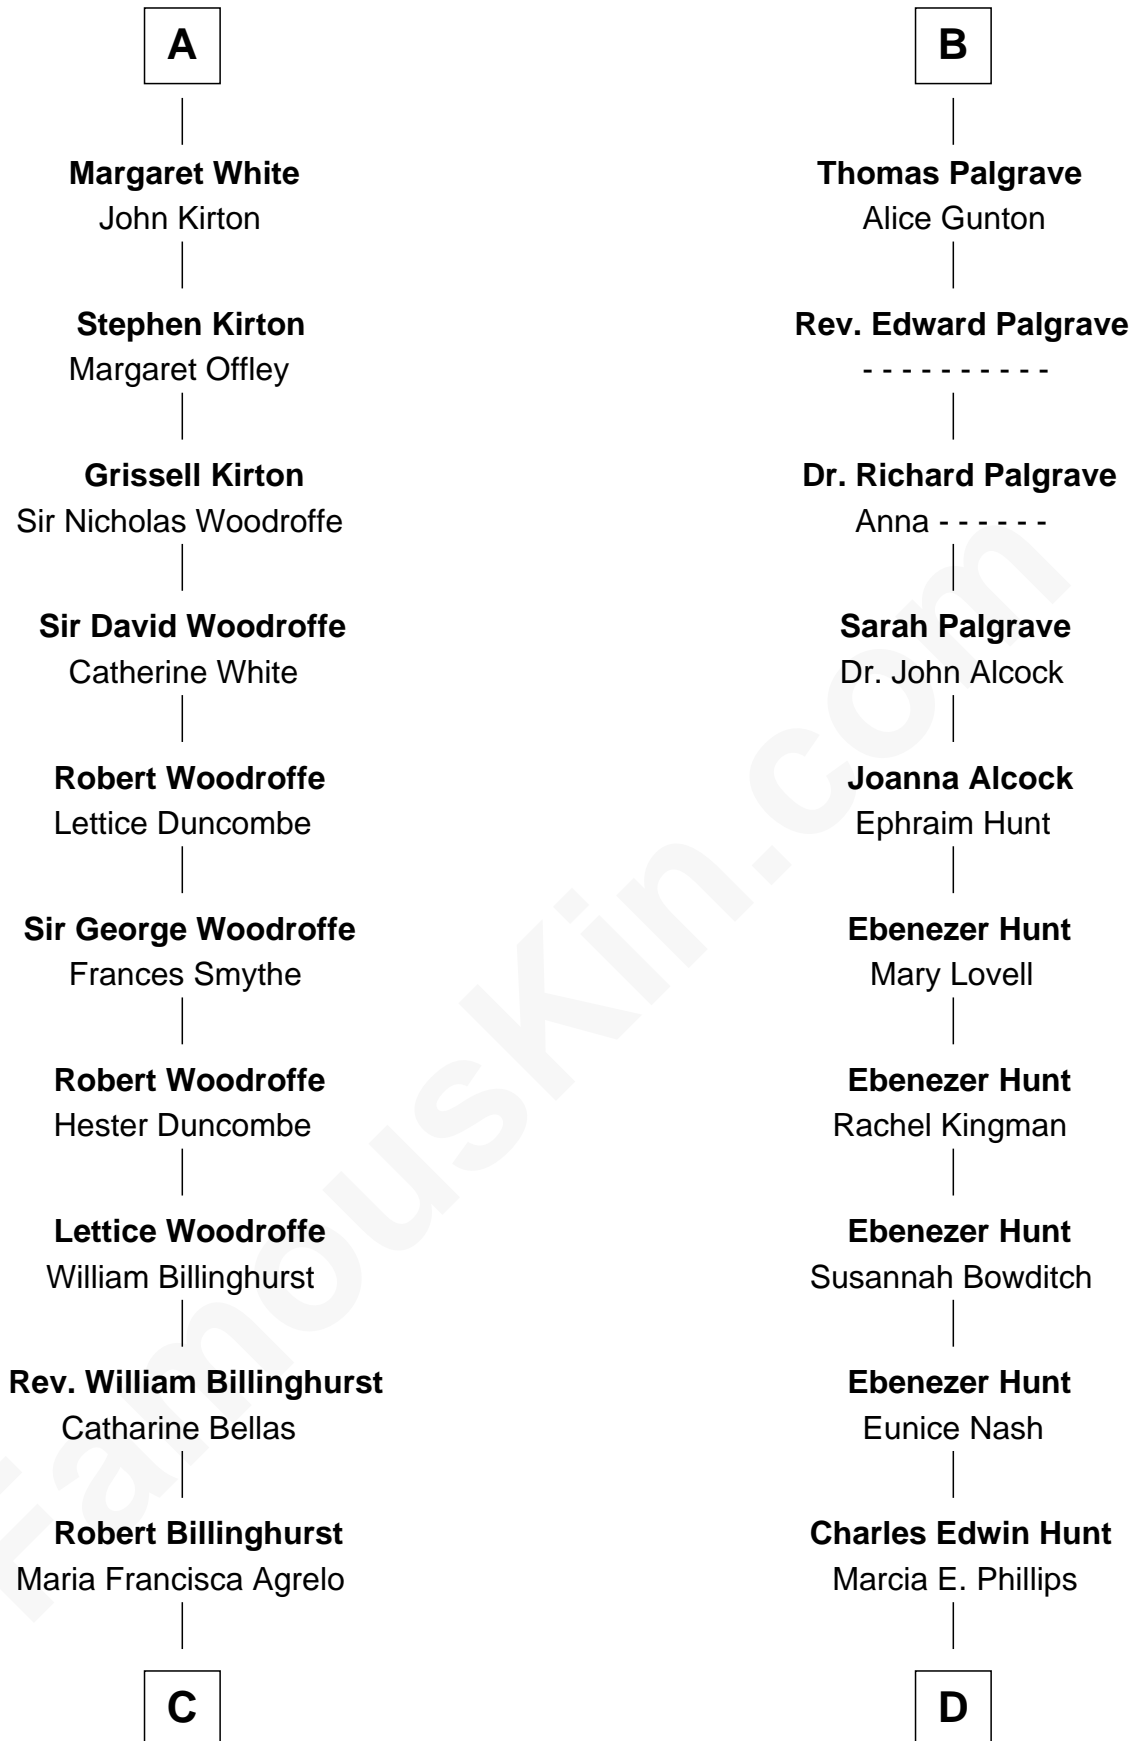 A
Margaret White
John Kirton
Stephen Kirton
Margaret Offley
Grissell Kirton
Sir Nicholas Woodroffe
Sir David Woodroffe
Catherine White
Robert Woodroffe
Lettice Duncombe
Sir George Woodroffe
Frances Smythe
Robert Woodroffe
Hester Duncombe
Lettice Woodroffe
William Billinghurst
Rev. William Billinghurst
Catharine Bellas
Robert Billinghurst
Maria Francisca Agrelo
C
B
Thomas Palgrave
Alice Gunton
Rev. Edward Palgrave
- - - - - - - - - -
Dr. Richard Palgrave
Anna - - - - - -
Sarah Palgrave
Dr. John Alcock
Joanna Alcock
Ephraim Hunt
Ebenezer Hunt
Mary Lovell
Ebenezer Hunt
Rachel Kingman
Ebenezer Hunt
Susannah Bowditch
Ebenezer Hunt
Eunice Nash
Charles Edwin Hunt
Marcia E. Phillips
D
FamousKin.com